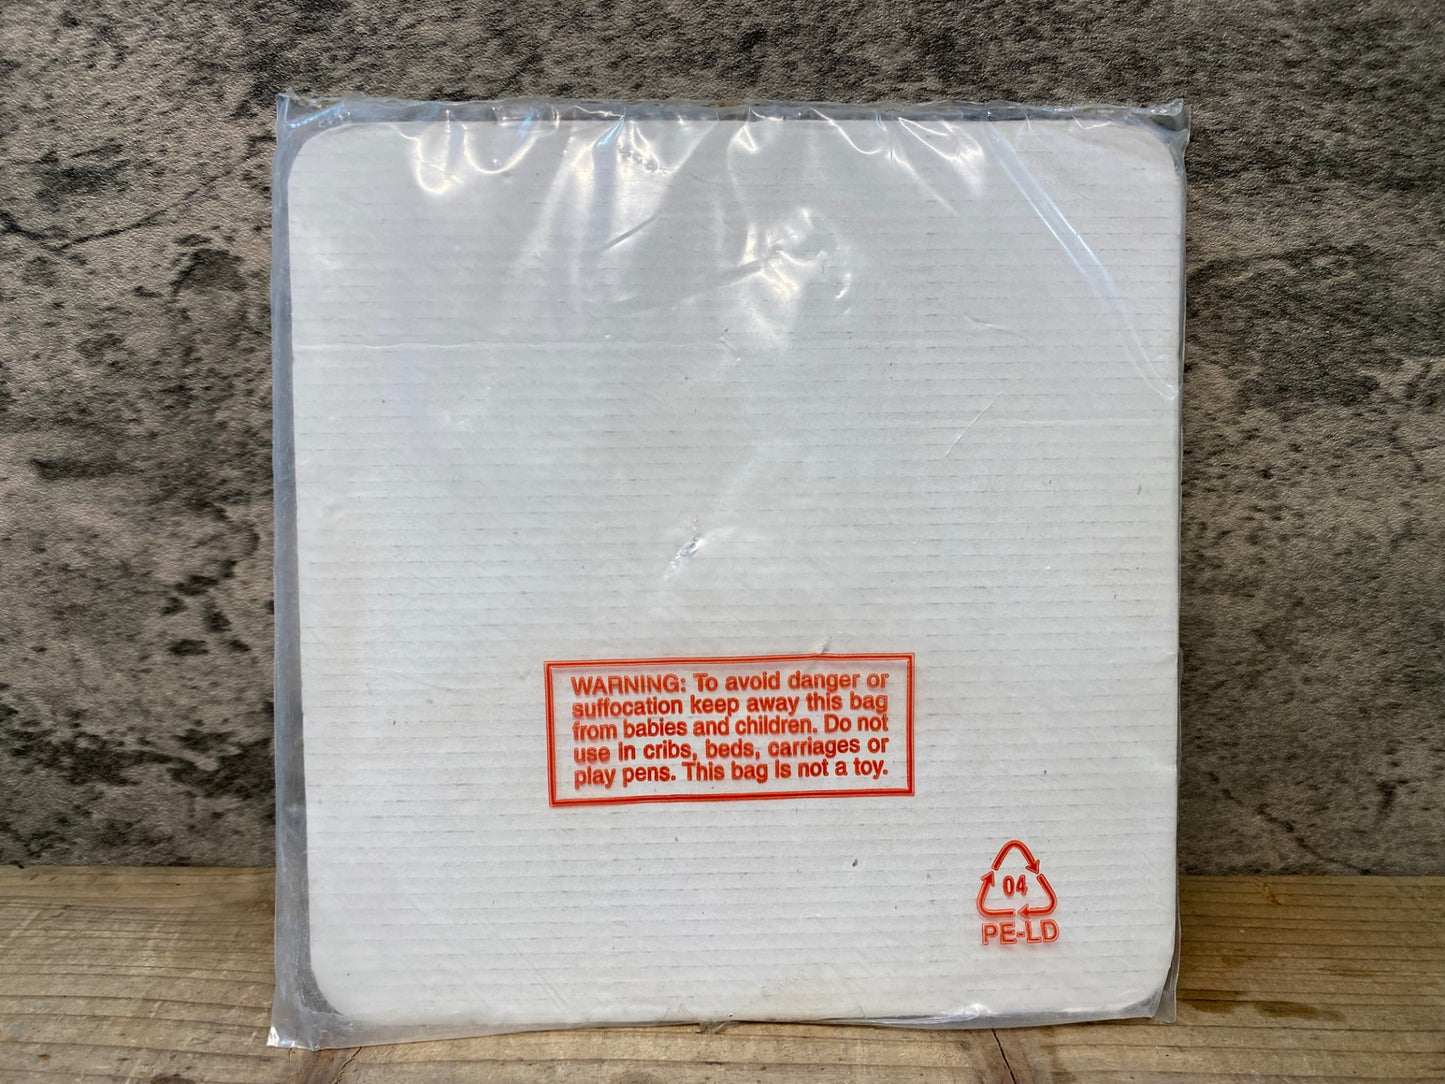 WARNING: To avoid danger or
suffocation keep away this bag
from babies and children. Do not
use in cribs, beds, carriages or
play pens. This bag is not a toy.
04
PE-LD